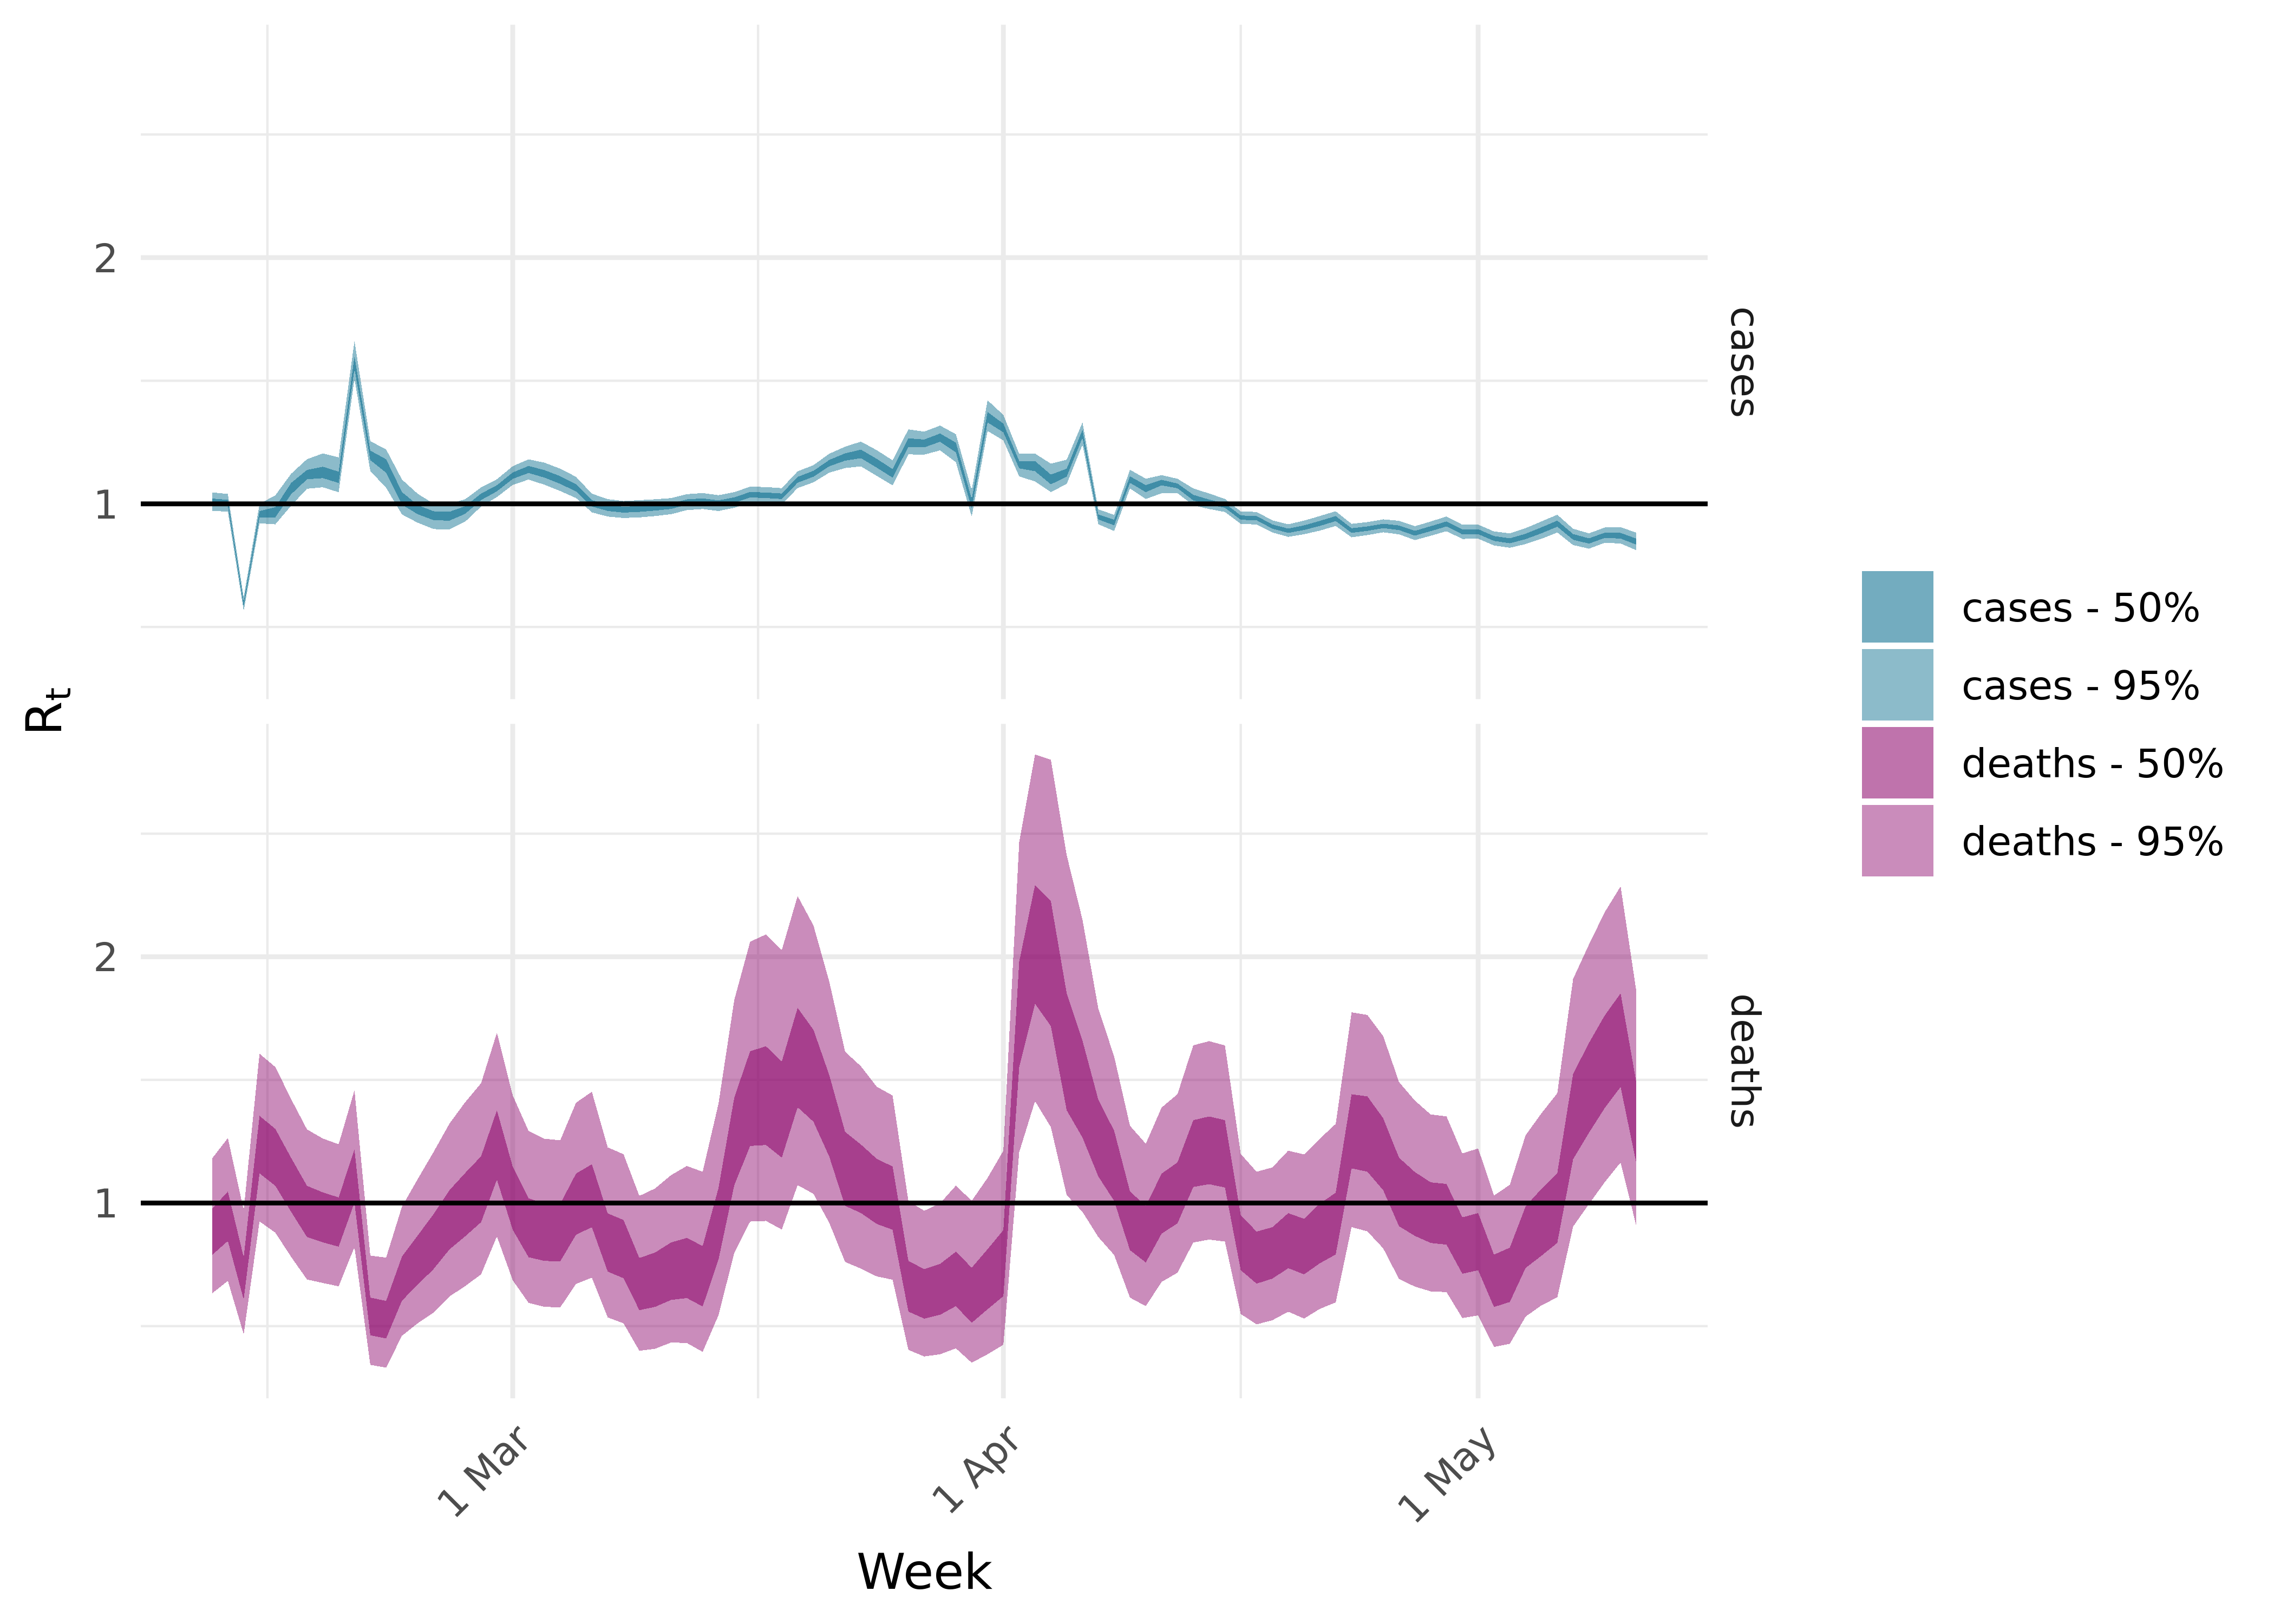 2
1
cases
Rt
2
1
deaths
1 Mar
1 Apr
1 May
Week
cases - 50%
cases - 95%
deaths - 50%
deaths - 95%